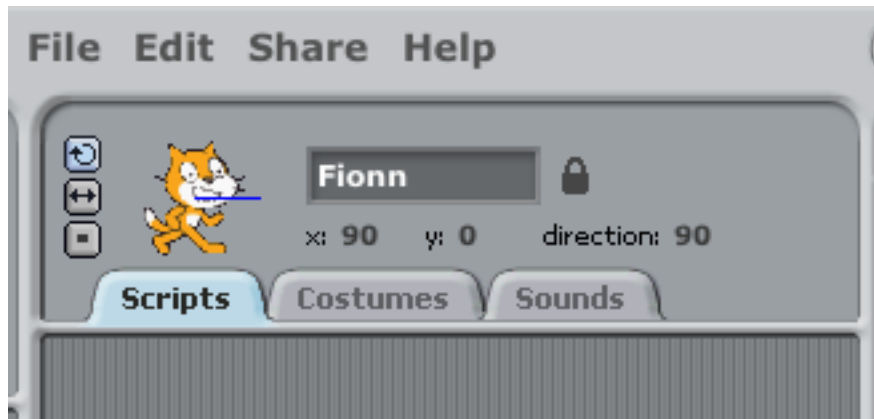 File Edit Share Help
Fionn
x: 90 y: 0 direction: 90
Scripts Costumes Sounds